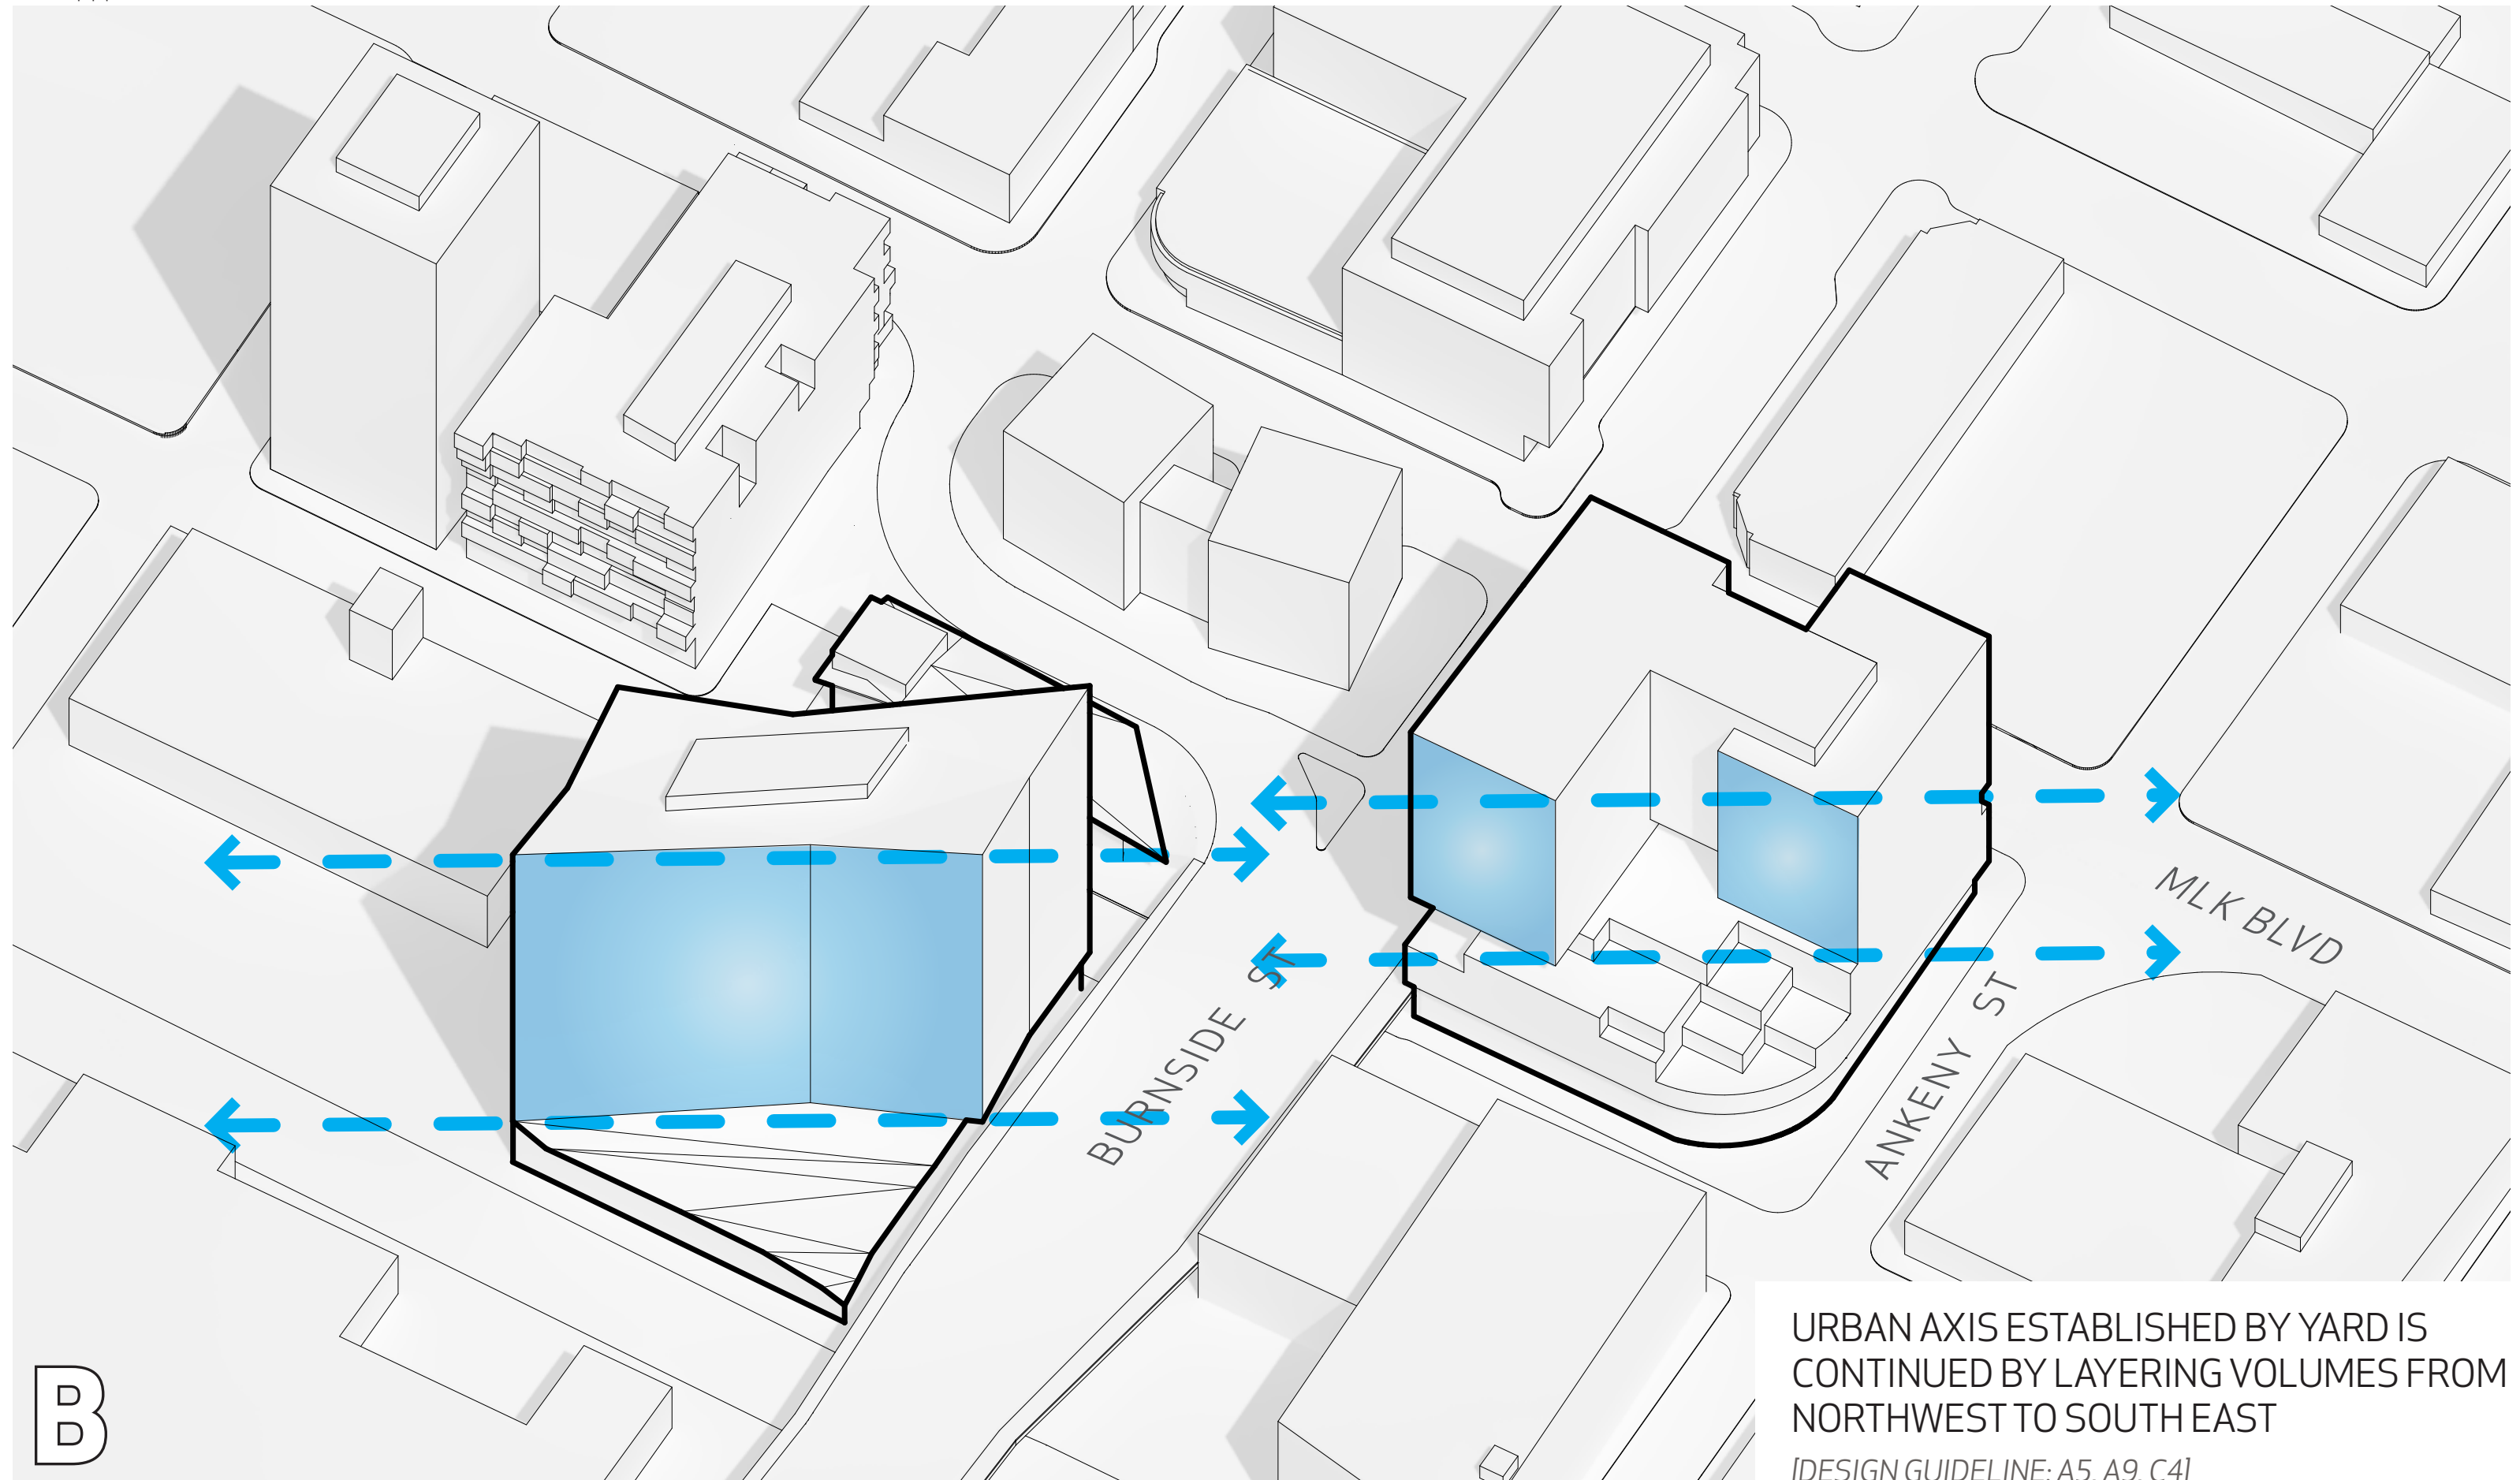 MLK BLVD
BURNSIDE ST
ANKENY ST
B
URBAN AXIS ESTABLISHED BY YARD IS
CONTINUED BY LAYERING VOLUMES FROM
NORTHWEST TO SOUTH EAST
[DESIGN GUIDELINE: A5, A9, C4]